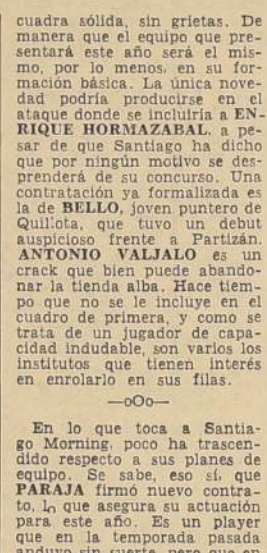 cuadra sólida, sin grietas. De
manera que el equipo que pre-
sentará este año será el mis-
mo, por lo menos, en su for-
mación básica. La única nove-
dad podría producirse en el
ataque donde se incluiría a EN-
RIQUE HORMAZABAL, a pe-
sar de que Santiago ha dicho
que por ningún motivo se des-
prenderá de su concurso. Una
contratación ya formalizada es
la de BELLO, joven puntero de
Quillota, que tuvo un debut
auspicioso frente a Partizán.
ANTONIO VALJALO es un
crack que bien puede abando-
nar la tienda alba. Hace tiem-
po que no se le incluye en el
cuadro de primera, y como se
trata de un jugador de capa-
cidad indudable, son varios los
institutos que tienen interés
en enrolarlo en sus filas.
—oOo—
En lo que toca a Santia-
go Morning, poco ha trascen-
dido respecto a sus planes de
equipo. Se sabe, eso sí, que
PARAJA firmó nuevo contra-
to, lo que asegura su actuación
para este año. Es un player
que en la temporada pasada
anduvo sin suerte, pero que en